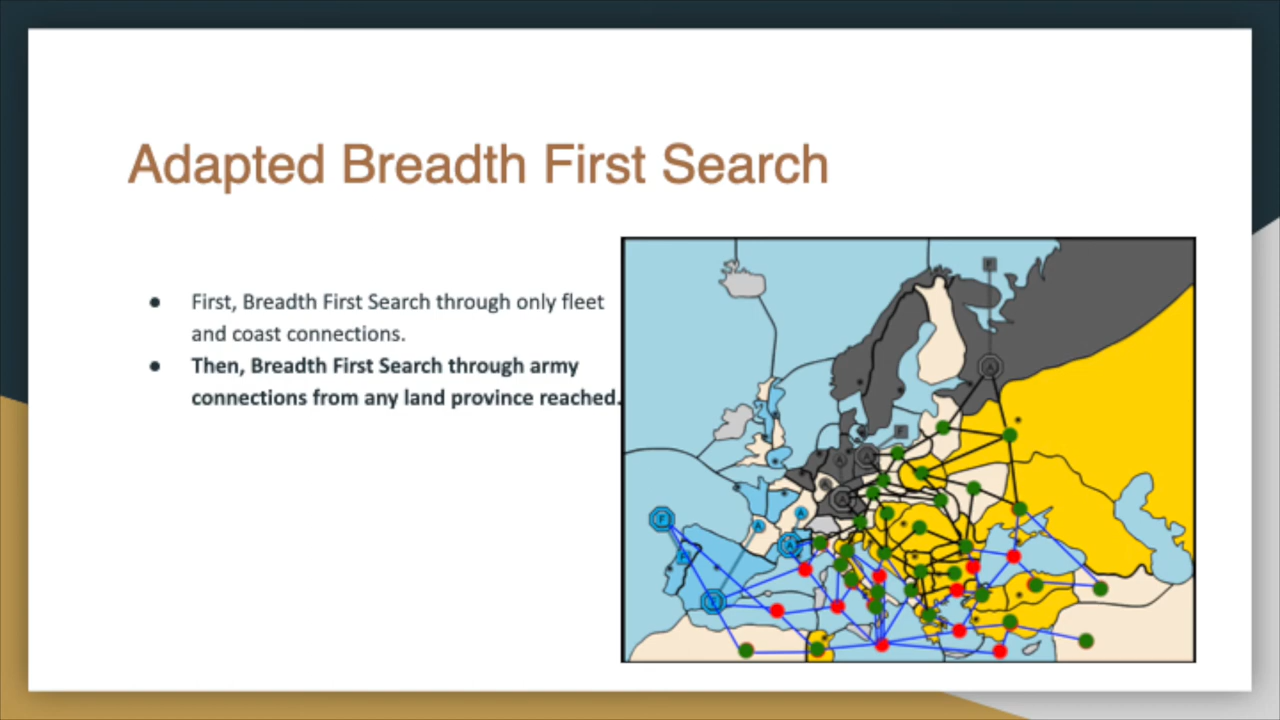 Adapted Breadth First Search
● First, Breadth First Search through only fleet
and coast connections.
● Then, Breadth First Search through army
connections from any land province reached.
F
A
F
A
A
A
A
A
F
A
A
A